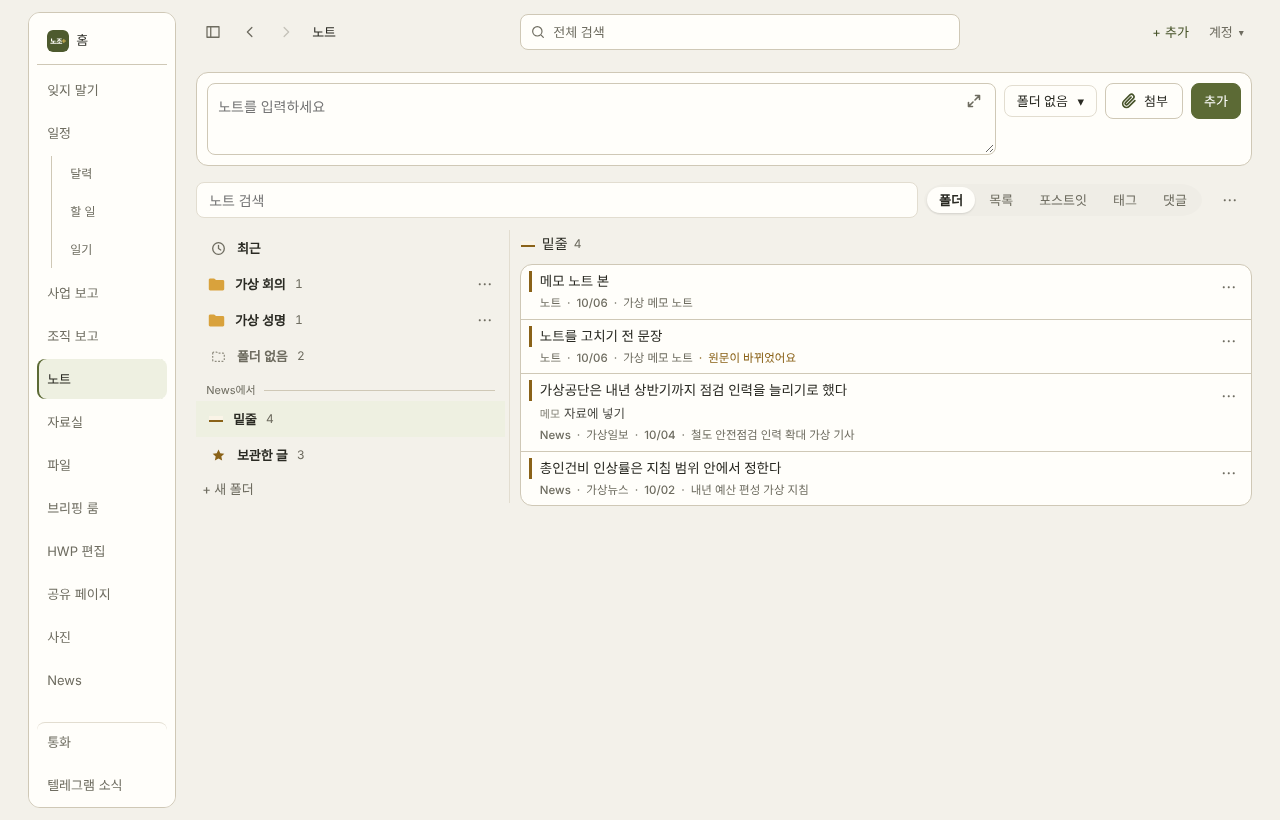 노조+ 홈
잊지 말기
일정
달력
할 일
일기
사업 보고
조직 보고
노트
자료실
파일
브리핑 룸
HWP 편집
공유 페이지
사진
News
통화
텔레그램 소식
노트
전체 검색
+ 추가
계정 ▾
노트를 입력하세요
폴더 없음 ▾
첨부
추가
노트 검색
폴더 목록 포스트잇 태그 댓글 ···
최근
가상 회의 1 ···
가상 성명 1 ···
폴더 없음 2
News에서
밑줄 4
보관한 글 3
+ 새 폴더
밑줄 4
메모 노트 본 ···
노트 · 10/06 · 가상 메모 노트
노트를 고치기 전 문장 ···
노트 · 10/06 · 가상 메모 노트 · 원문이 바뀌었어요
가상공단은 내년 상반기까지 점검 인력을 늘리기로 했다 ···
메모 자료에 넣기
News · 가상일보 · 10/04 · 철도 안전점검 인력 확대 가상 기사
총인건비 인상률은 지침 범위 안에서 정한다 ···
News · 가상뉴스 · 10/02 · 내년 예산 편성 가상 지침